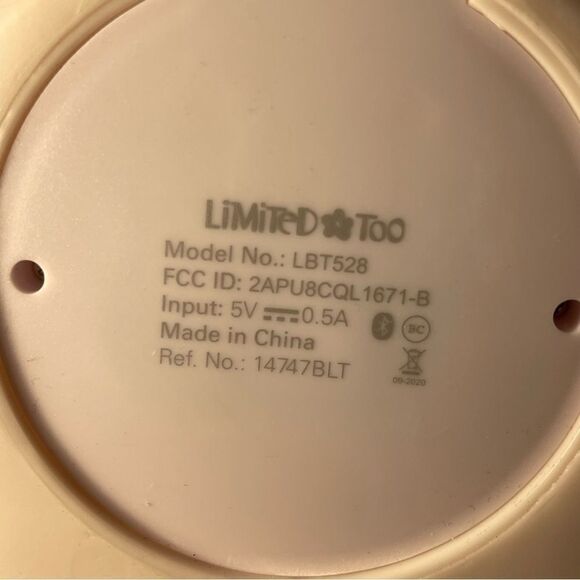 LiMiTeD TOO
Model No.: LBT528
FCC ID: 2APU8CQL1671-B
Input: 5V 0.5A
BC
Made in China
Ref. No.: 14747BLT
09-2020